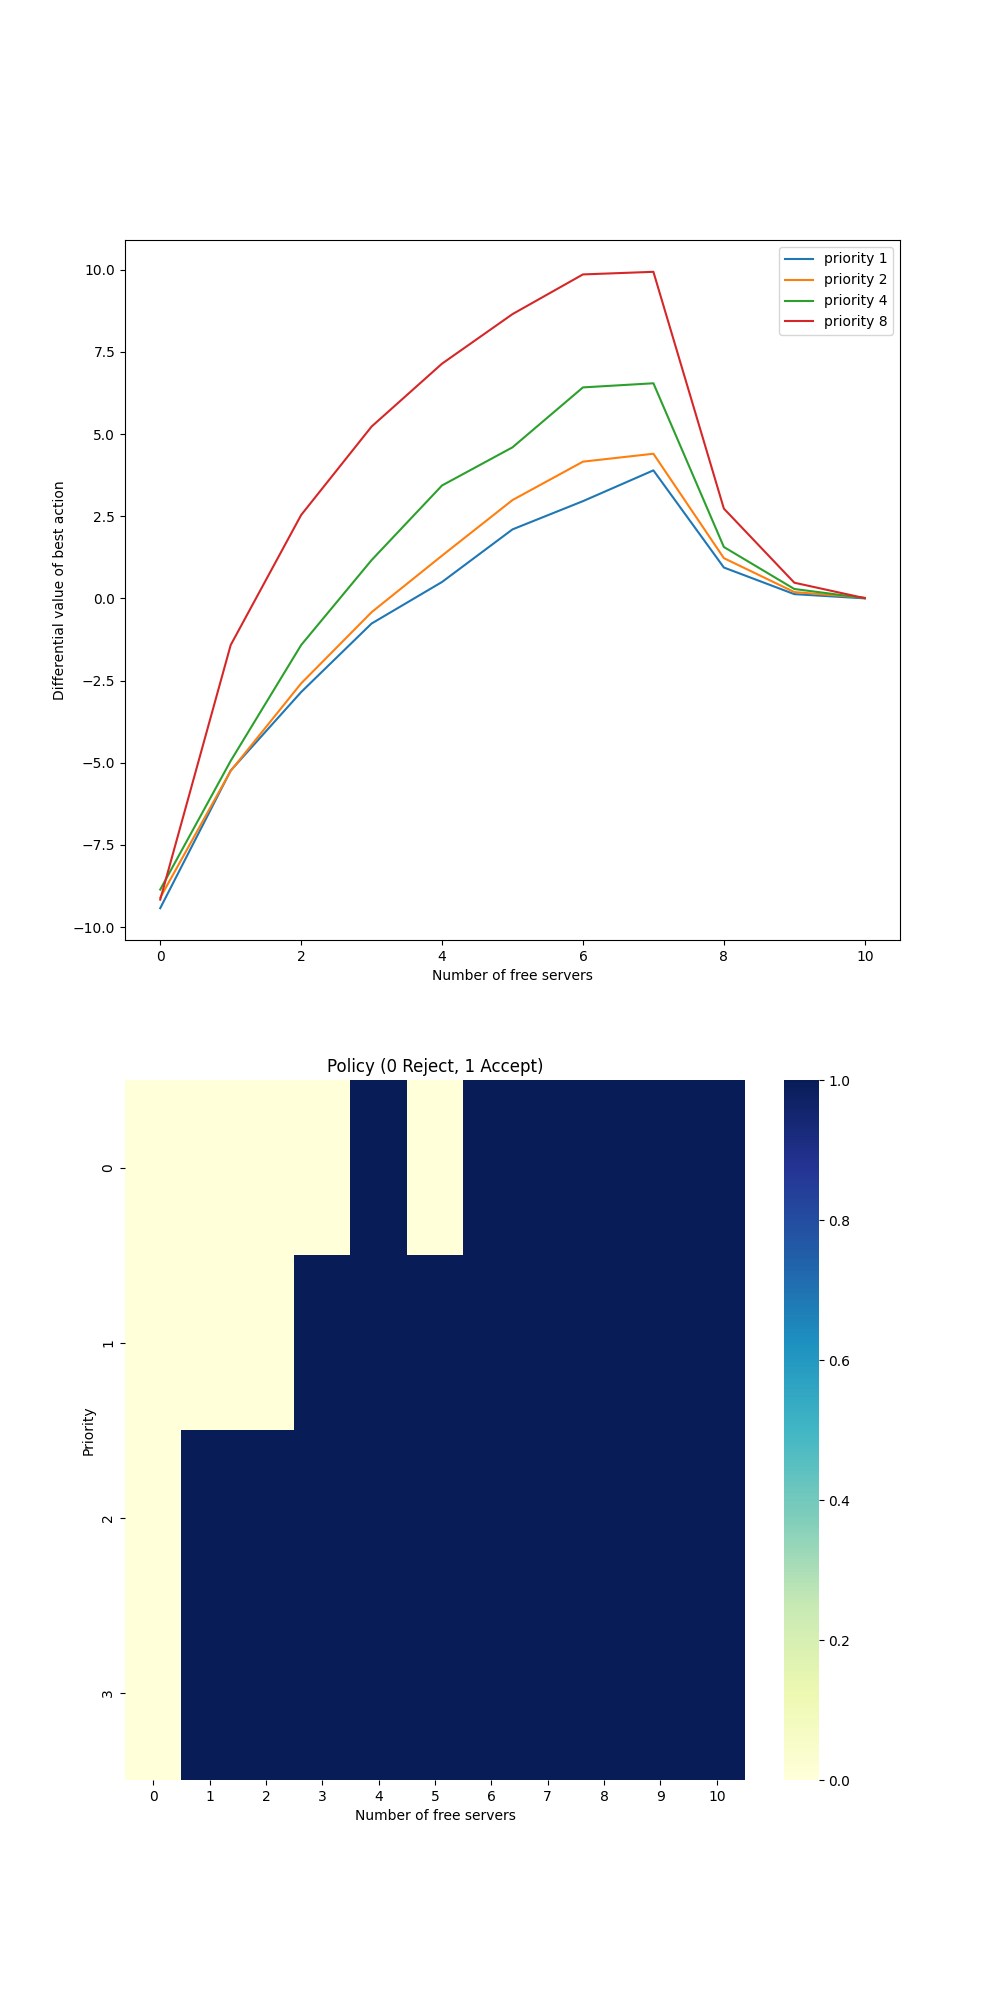 10.0
7.5
5.0
2.5
0.0
−2.5
−5.0
−7.5
−10.0
Differential value of best action
priority 1
priority 2
priority 4
priority 8
0 2 4 6 8 10
Number of free servers
Policy (0 Reject, 1 Accept)
0
1
2
3
Priority
0 1 2 3 4 5 6 7 8 9 10
Number of free servers
1.0
0.8
0.6
0.4
0.2
0.0